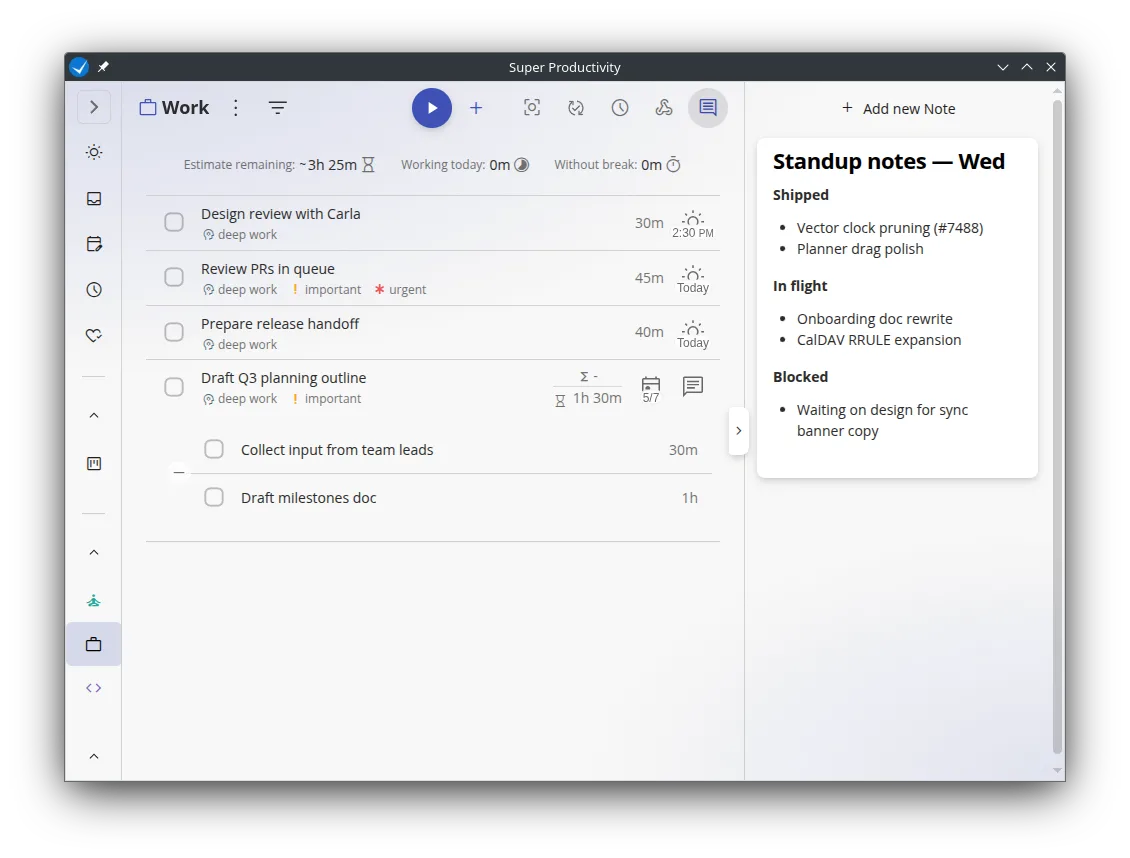 Super Productivity
Work
Estimate remaining: ~3h 25m Working today: 0m Without break: 0m
Design review with Carla
deep work
30m
2:30 PM
Review PRs in queue
deep work ! important * urgent
45m
Today
Prepare release handoff
deep work
40m
Today
Draft Q3 planning outline
deep work ! important
Σ -
1h 30m
5/7
Collect input from team leads 30m
Draft milestones doc 1h
+ Add new Note
Standup notes — Wed
Shipped
• Vector clock pruning (#7488)
• Planner drag polish
In flight
• Onboarding doc rewrite
• CalDAV RRULE expansion
Blocked
• Waiting on design for sync
banner copy